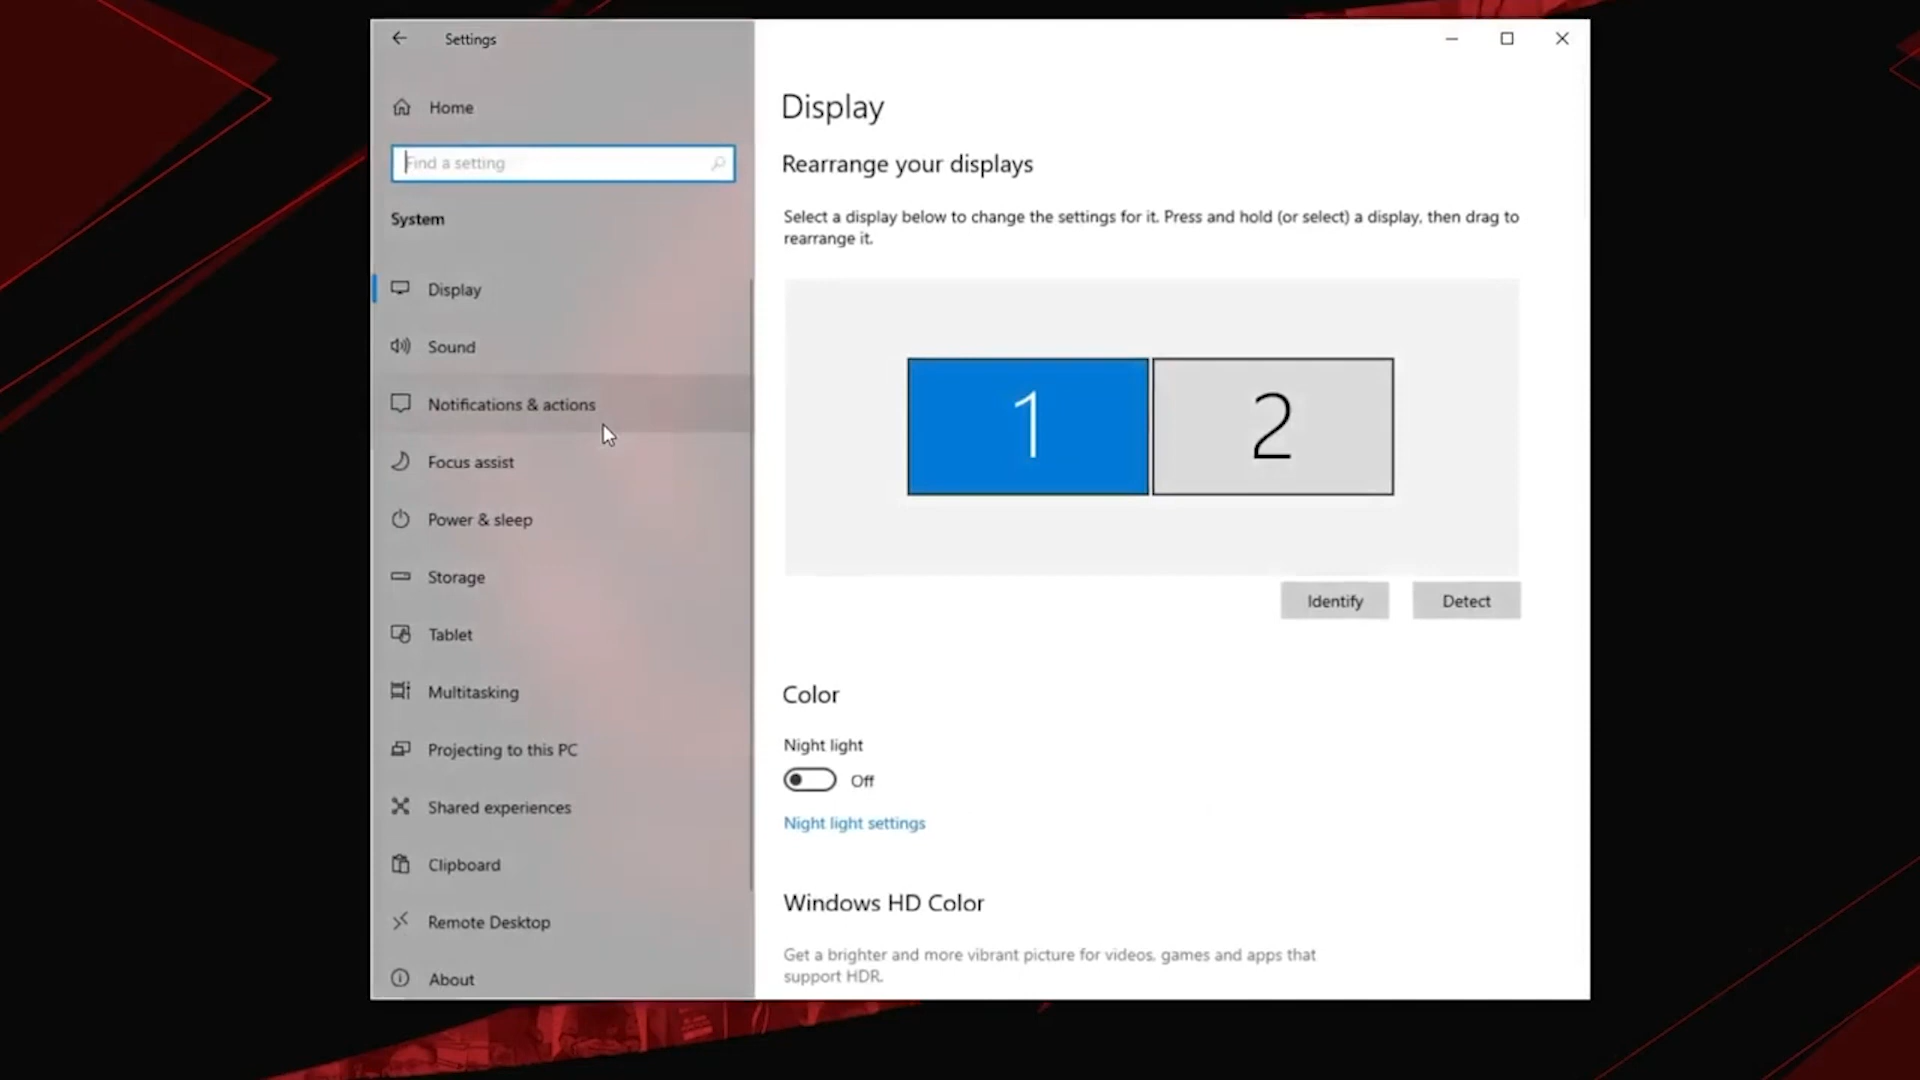 Settings
Home
Find a setting
System
Display
Sound
Notifications & actions
Focus assist
Power & sleep
Storage
Tablet
Multitasking
Projecting to this PC
Shared experiences
Clipboard
Remote Desktop
About
Display
Rearrange your displays
Select a display below to change the settings for it. Press and hold (or select) a display, then drag to
rearrange it.
1
2
Identify
Detect
Color
Night light
Off
Night light settings
Windows HD Color
Get a brighter and more vibrant picture for videos, games and apps that
support HDR.